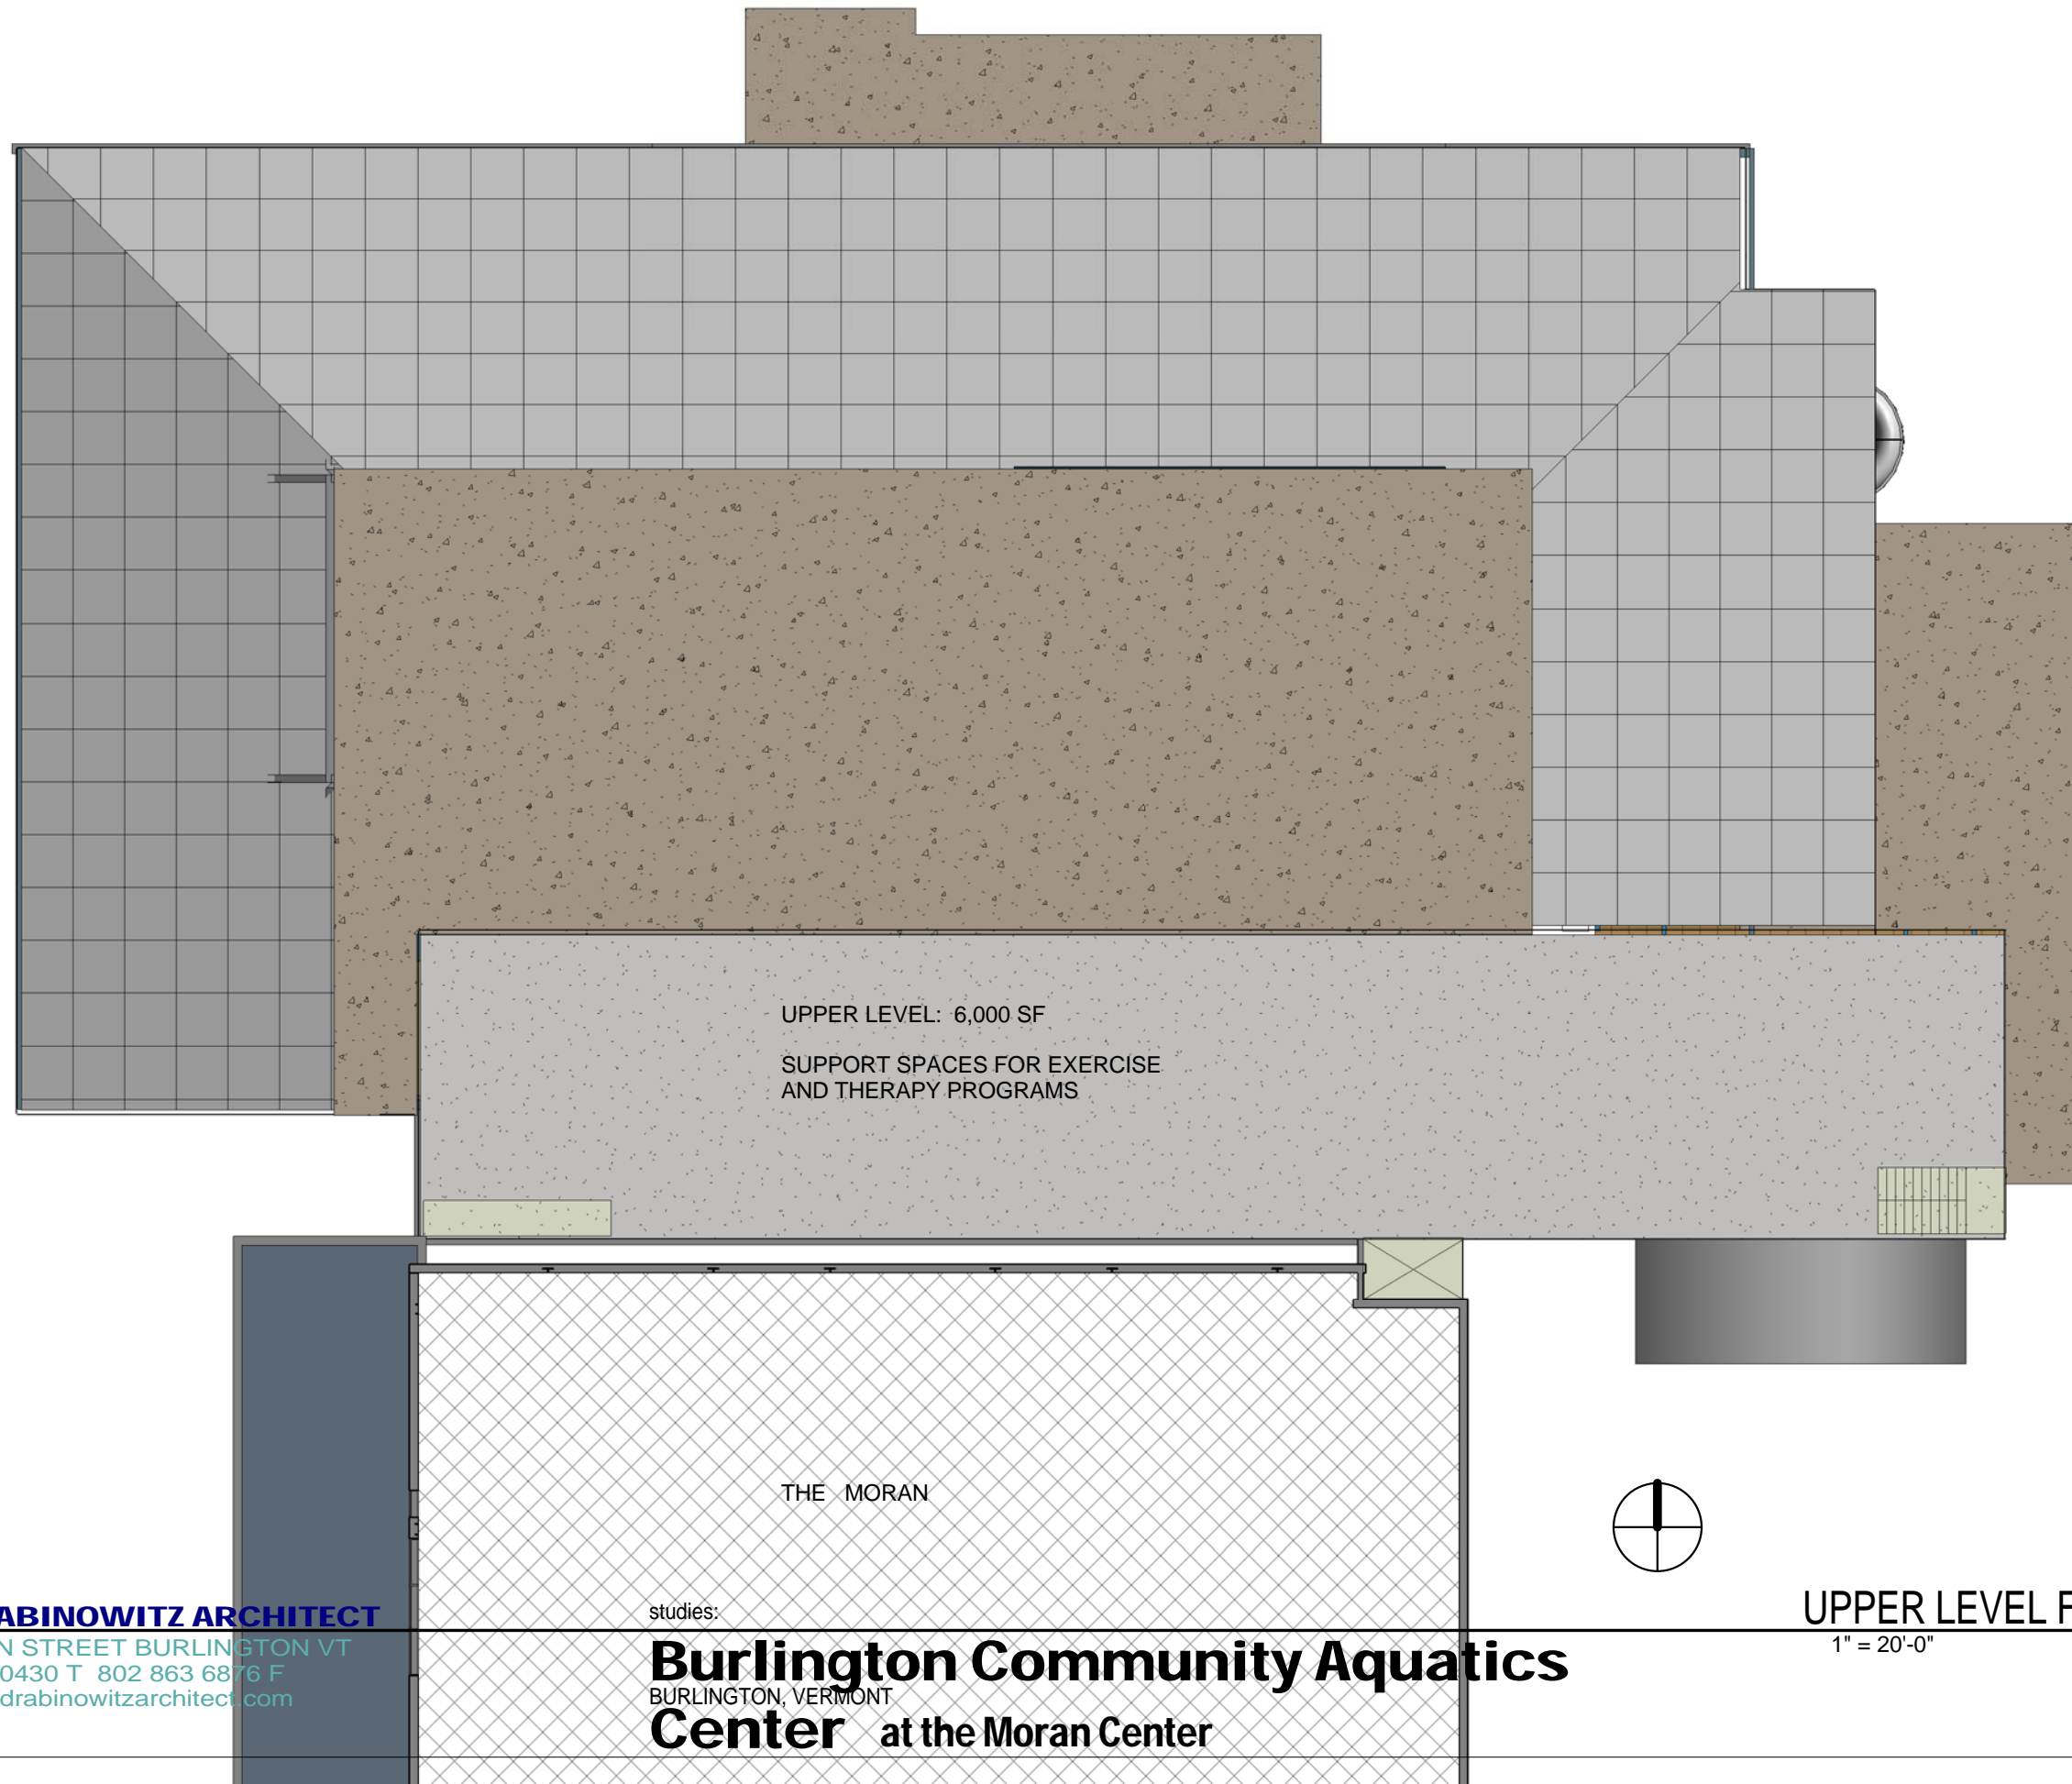 UPPER LEVEL: 6,000 SF
SUPPORT SPACES FOR EXERCISE
AND THERAPY PROGRAMS
THE MORAN
ABINOWITZ ARCHITECT
N STREET BURLINGTON VT
0430 T 802 863 6876 F
drabinowitzarchitect.com
studies:
Burlington Community Aquatics
BURLINGTON, VERMONT
Center at the Moran Center
UPPER LEVEL F
1" = 20'-0"